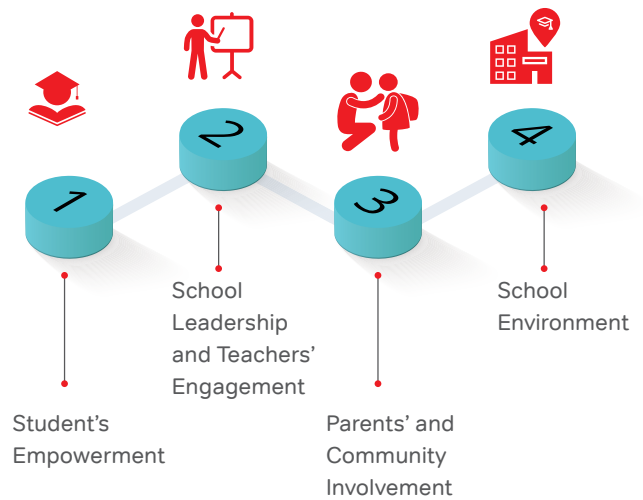 1
Student’s
Empowerment
2
School
Leadership
and Teachers’
Engagement
3
Parents’ and
Community
Involvement
4
School
Environment